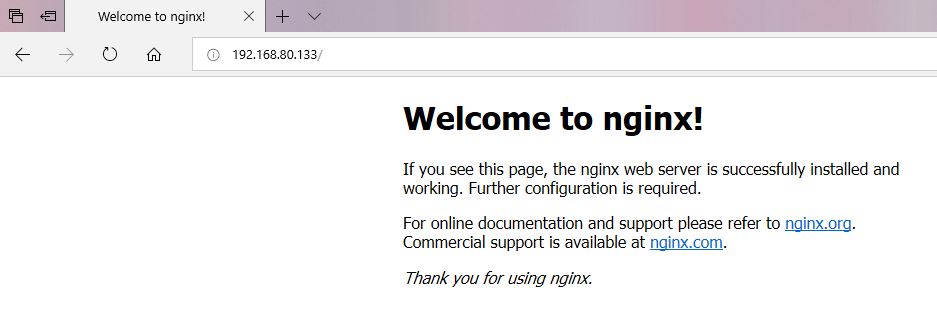 Welcome to nginx!
192.168.80.133/
Welcome to nginx!
If you see this page, the nginx web server is successfully installed and
working. Further configuration is required.
For online documentation and support please refer to nginx.org.
Commercial support is available at nginx.com.
Thank you for using nginx.